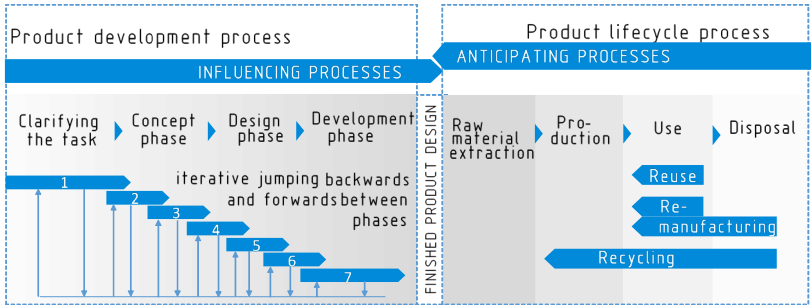 Product development process
INFLUENCING PROCESSES
Clarifying
the task
Concept
phase
Design
phase
Development
phase
1
2
3
4
5
6
7
iterative jumping backwards
and forwards between
phases
FINISHED PRODUCT DESIGN
Product lifecycle process
ANTICIPATING PROCESSES
Raw
material
extraction
Pro-
duction
Use
Disposal
Reuse
Re-
manufacturing
Recycling